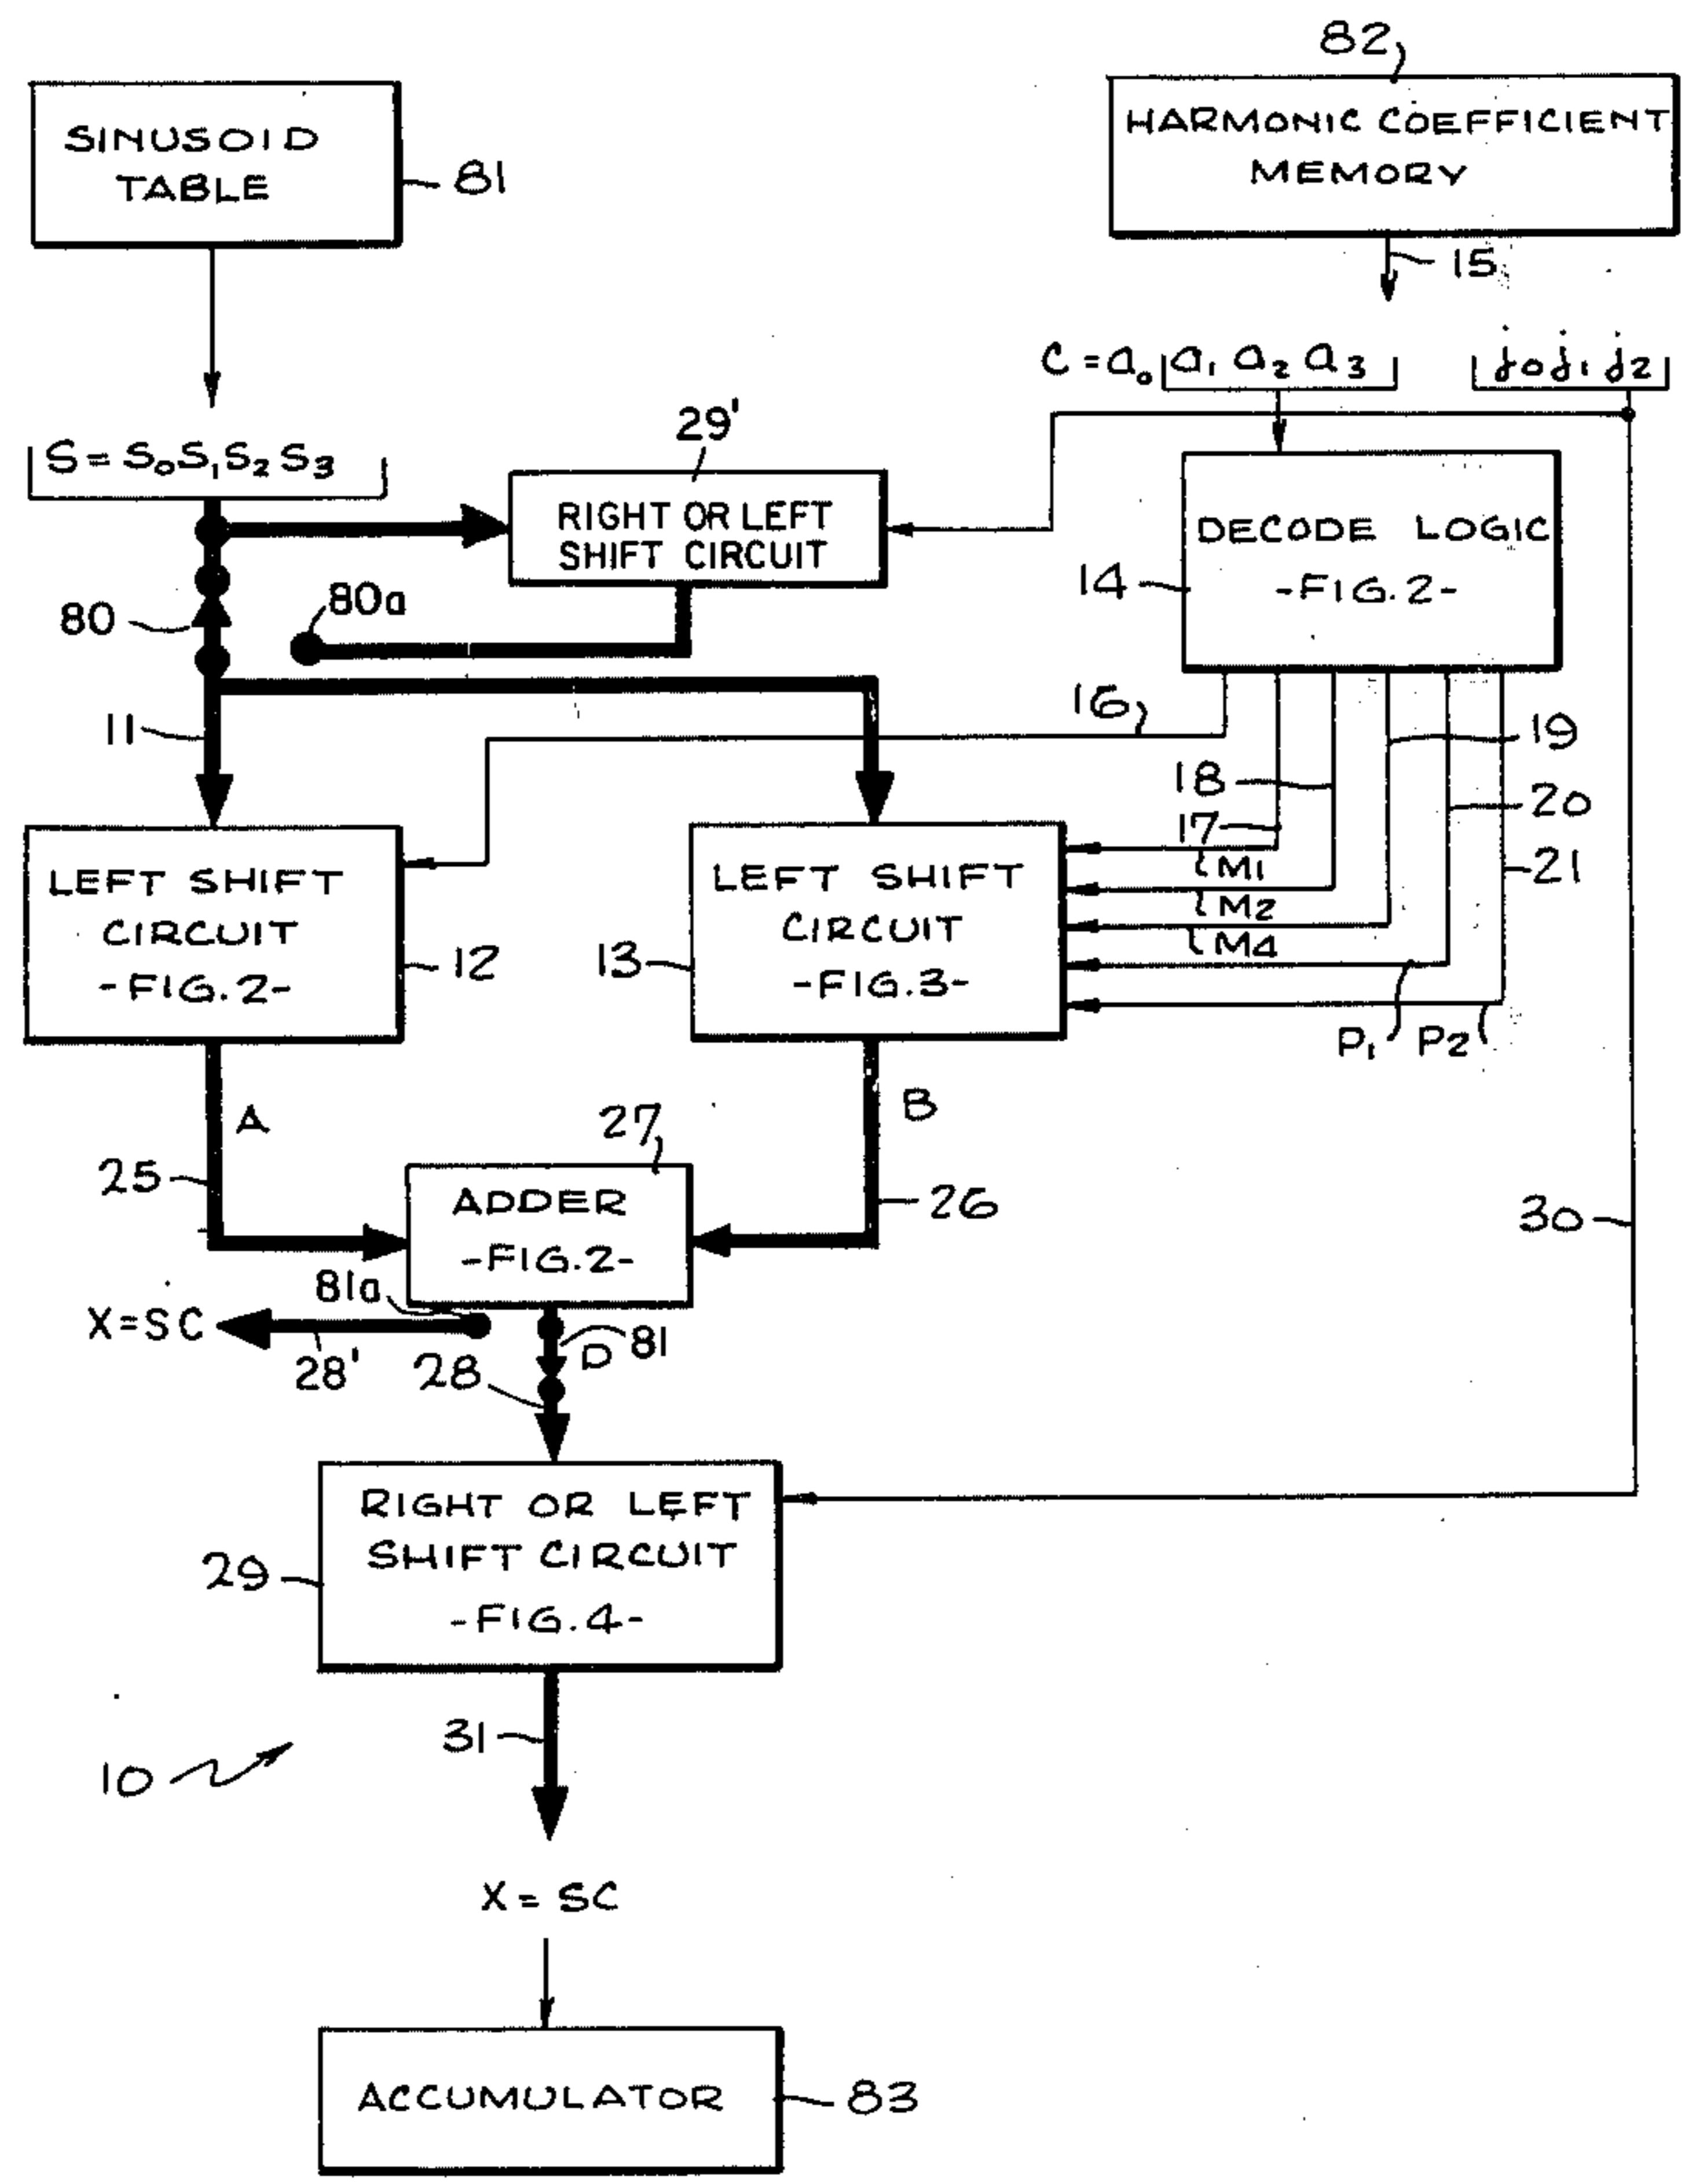 82
SINUSOID
TABLE
81
HARMONIC COEFFICIENT
MEMORY
15
C = a₀ a₁ a₂ a₃ j₀ j₁ j₂
29'
S = S₀ S₁ S₂ S₃
RIGHT OR LEFT
SHIFT CIRCUIT
DECODE LOGIC
-FIG. 2-
14
80
80a
11
16
19
18
20
17
21
M1
M2
M4
P₁ P2
LEFT SHIFT
CIRCUIT
-FIG. 2-
12
LEFT SHIFT
CIRCUIT
-FIG. 3-
13
A
B
27
25
26
ADDER
-FIG. 2-
30
81a
X=SC
28'
81
D
28
RIGHT OR LEFT
SHIFT CIRCUIT
-FIG. 4-
29
31
10
X = SC
ACCUMULATOR
83